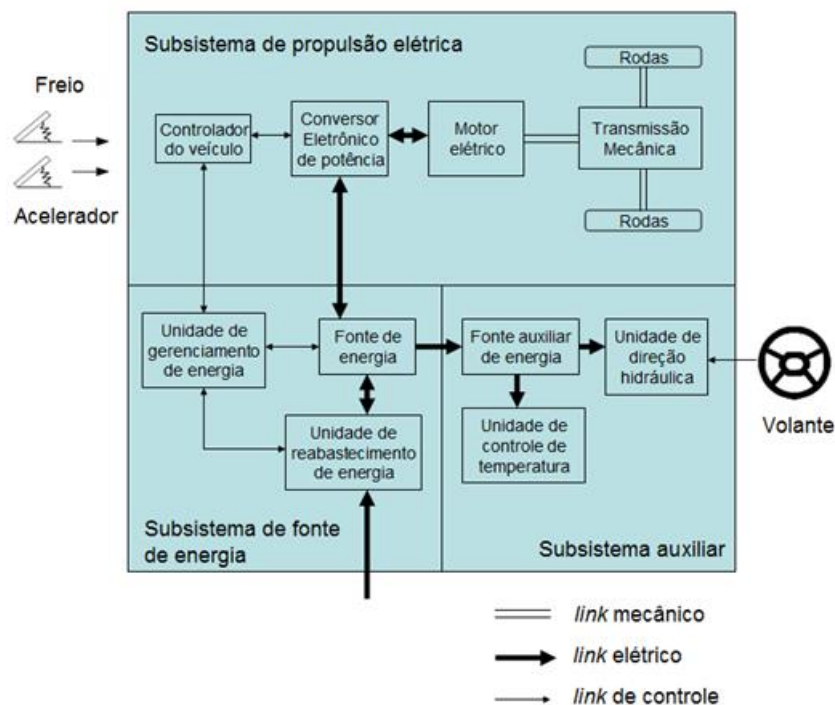 Subsistema de propulsão elétrica
Freio
Acelerador
Controlador
do veículo
Conversor
Eletrônico
de potência
Motor
elétrico
Transmissão
Mecânica
Rodas
Rodas
Unidade de
gerenciamento
de energia
Fonte de
energia
Unidade de
reabastecimento
de energia
Subsistema de fonte
de energia
Fonte auxiliar
de energia
Unidade de
direção
hidráulica
Unidade de
controle de
temperatura
Subsistema auxiliar
Volante
link mecânico
link elétrico
link de controle